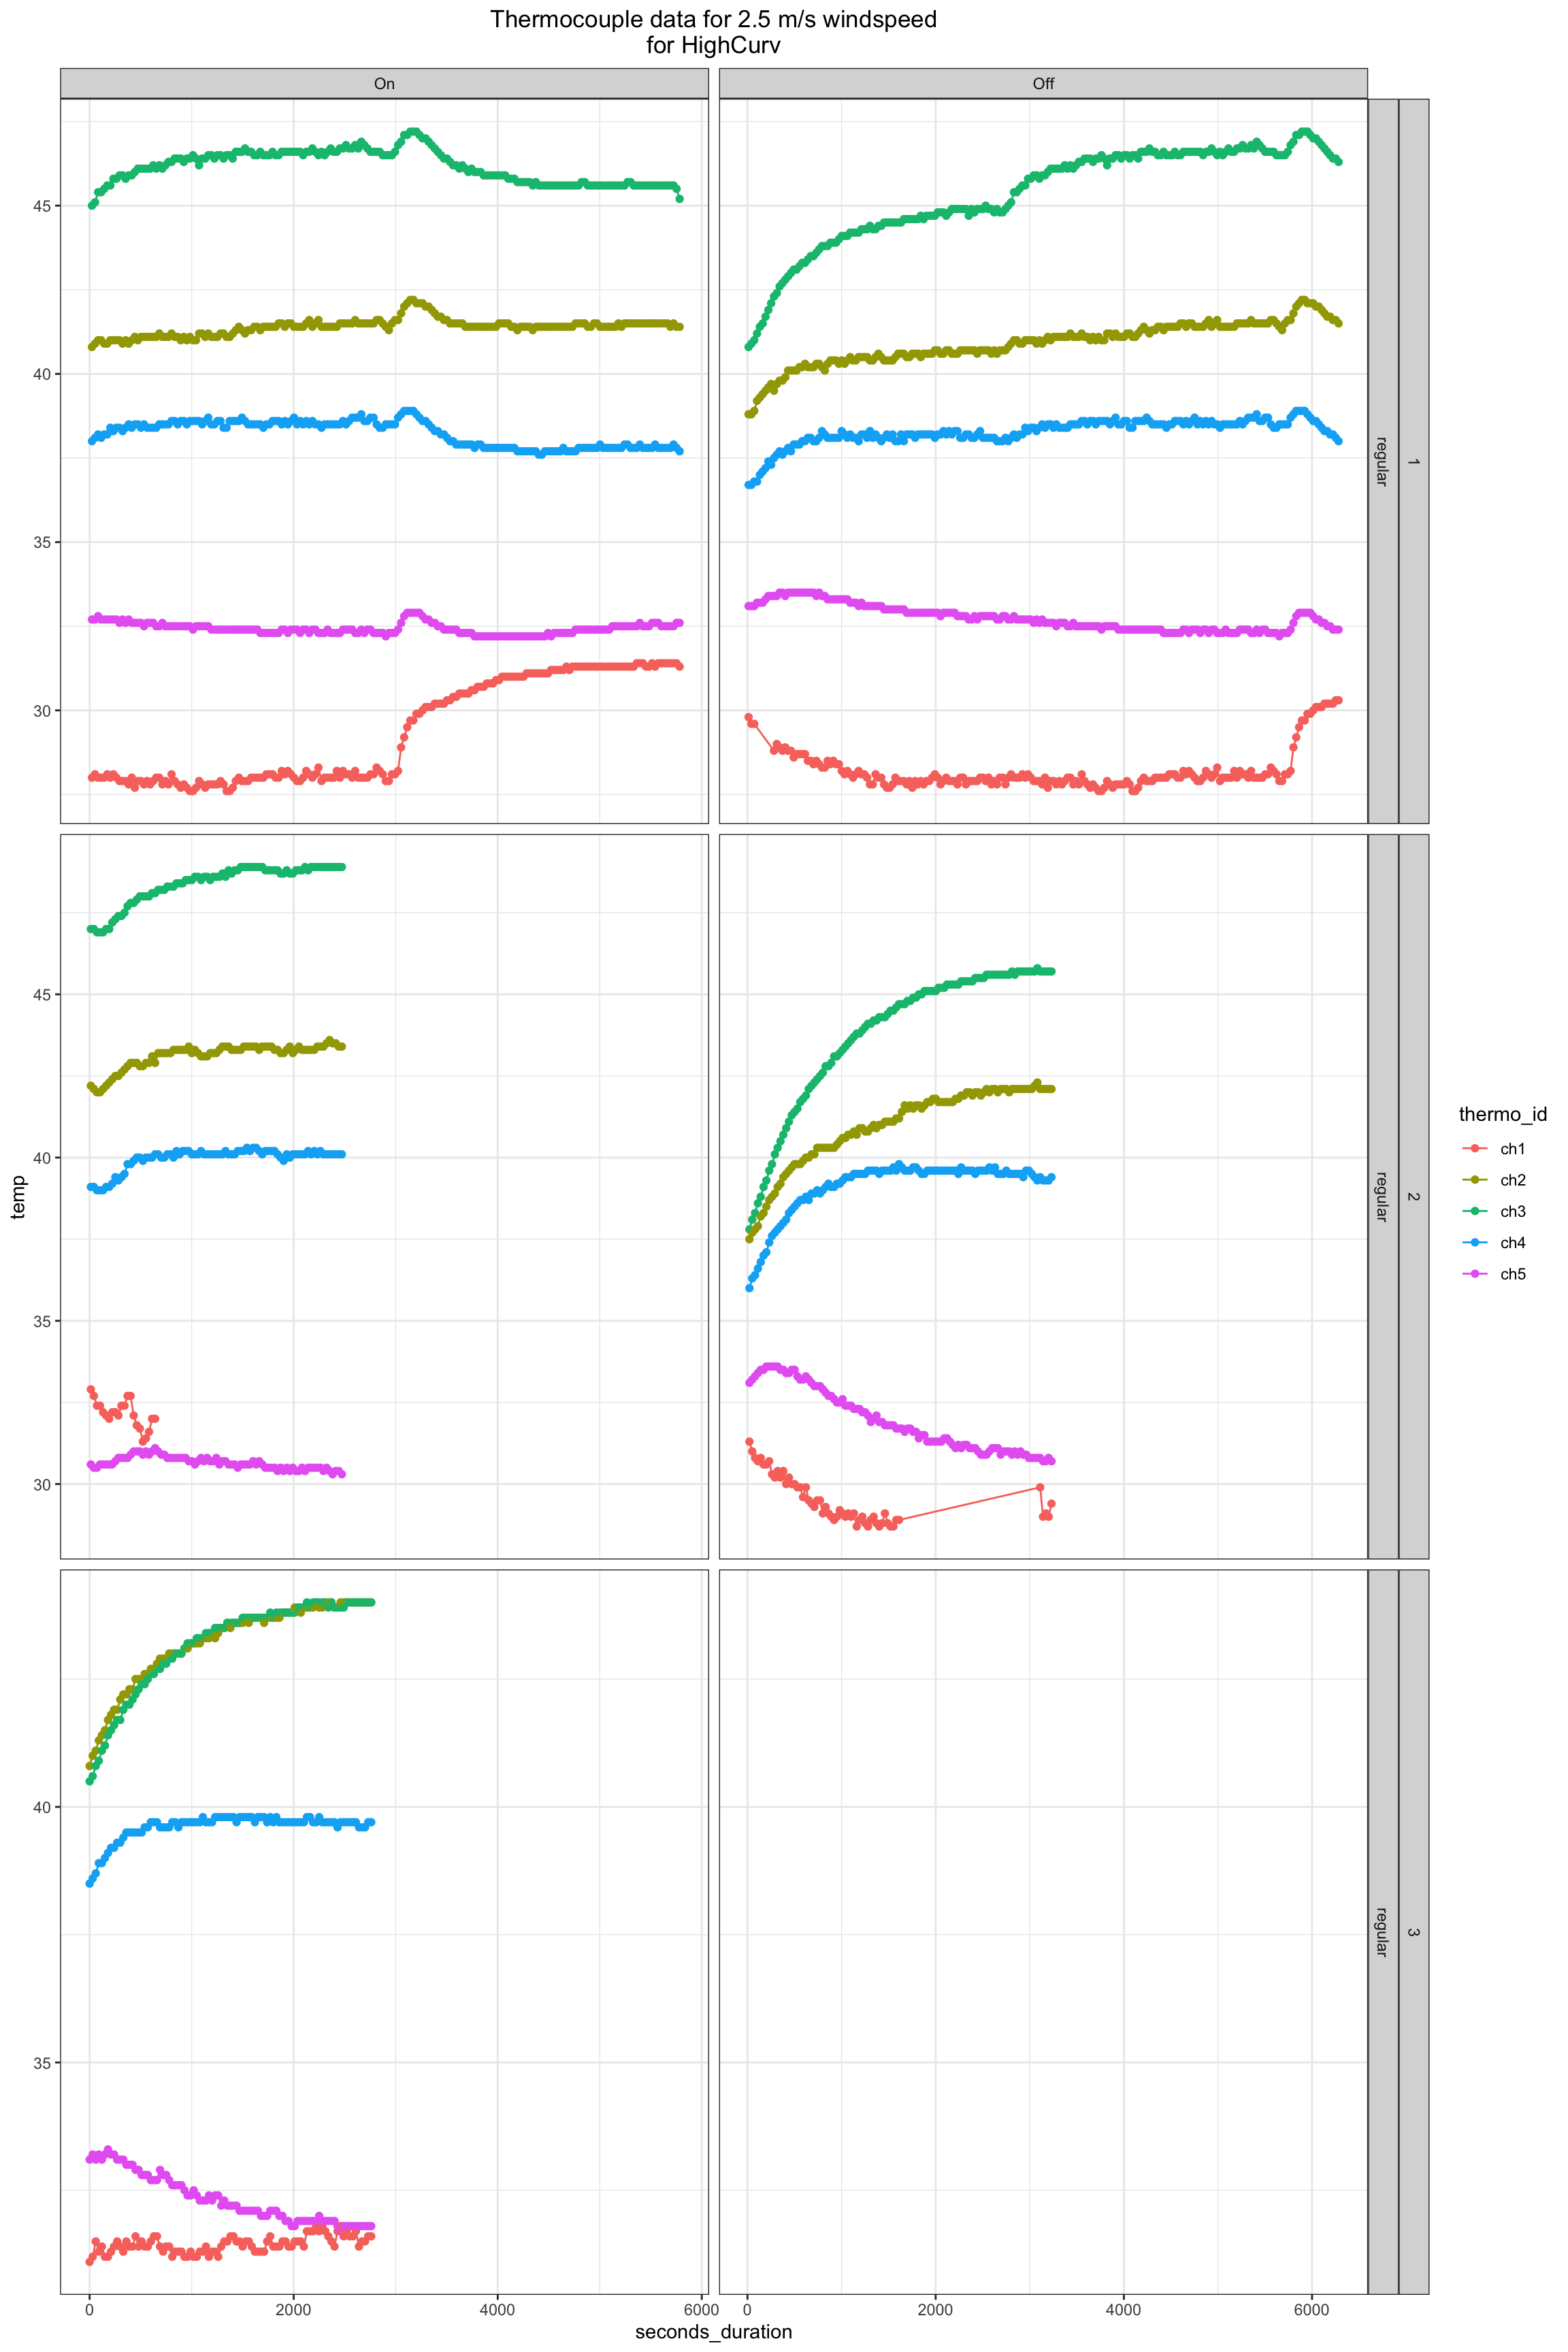 Thermocouple data for 2.5 m/s windspeed
for HighCurv
On
Off
45
40
35
30
regular
1
45
40
35
30
regular
2
temp
thermo_id
ch1
ch2
ch3
ch4
ch5
40
35
regular
3
0
2000
4000
6000
0
2000
4000
6000
seconds_duration